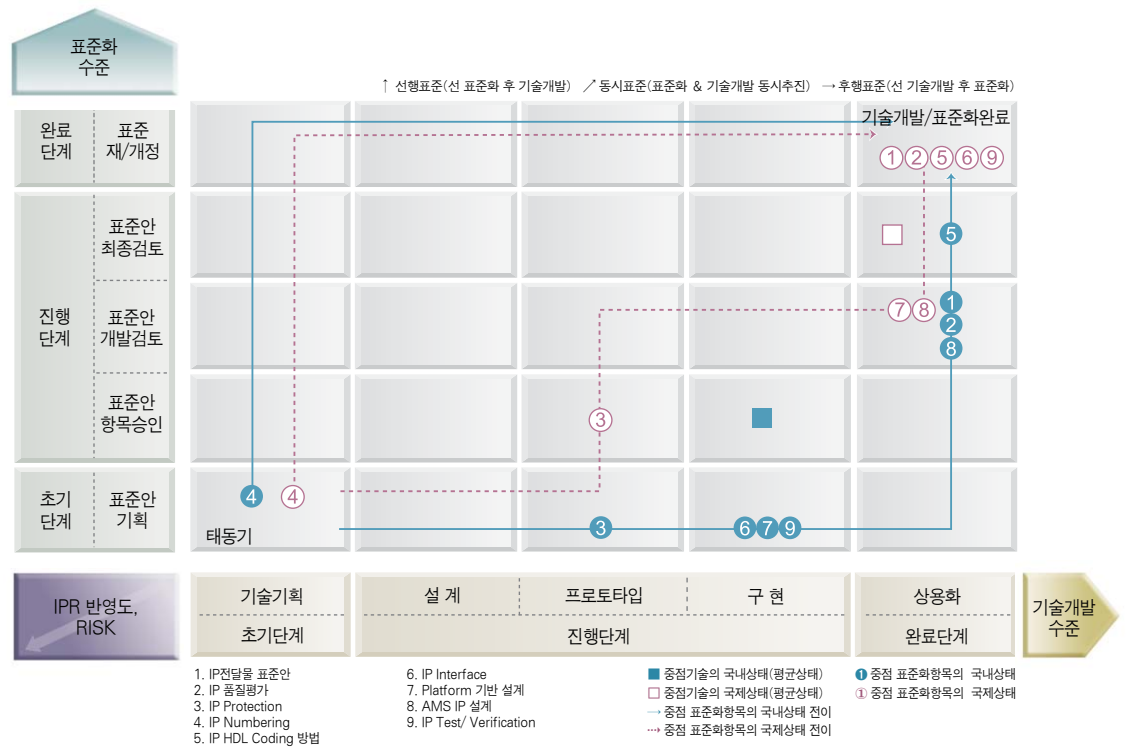 표준화
수준
↑ 선행표준(선 표준화 후 기술개발) ↗ 동시표준(표준화 & 기술개발 동시추진) → 후행표준(선 기술개발 후 표준화)
완료
단계
표준
재/개정
기술개발/표준화완료
① ② ⑤ ⑥ ⑨
진행
단계
표준안
최종검토
❺
표준안
개발검토
⑦ ⑧ ❶
❷
❽
표준안
항목승인
③
초기
단계
표준안
기획
❹ ④
태동기
❸ ❻ ❼ ❾
IPR 반영도,
RISK
기술기획
설 계
프로토타입
구 현
상용화
초기단계
진행단계
완료단계
기술개발
수준
1. IP전달물 표준안
2. IP 품질평가
3. IP Protection
4. IP Numbering
5. IP HDL Coding 방법
6. IP Interface
7. Platform 기반 설계
8. AMS IP 설계
9. IP Test/ Verification
■ 중점기술의 국내상태(평균상태)
□ 중점기술의 국제상태(평균상태)
→ 중점 표준화항목의 국내상태 전이
⇢ 중점 표준화항목의 국제상태 전이
❶ 중점 표준화항목의 국내상태
① 중점 표준화항목의 국제상태